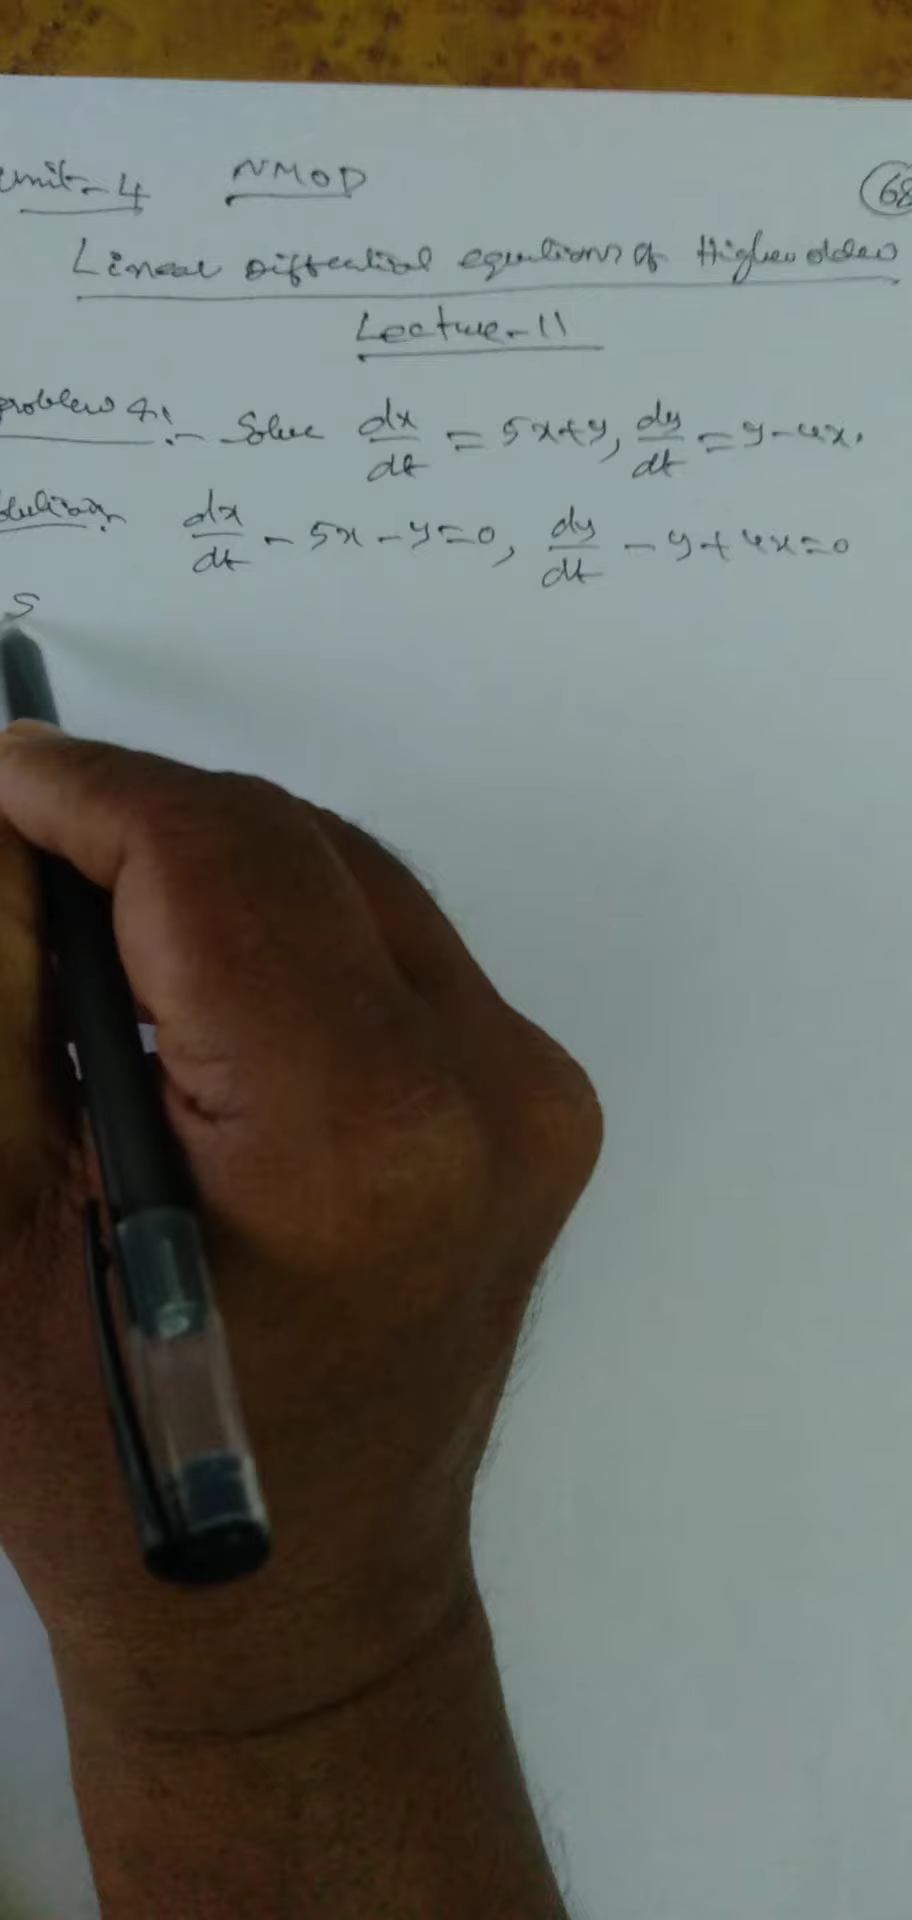 Unit-4 NMOD 68
Linear Differential equations of Higher order
Lecture-11
problem 41:- Solve dx/dt = 5x+y, dy/dt = y-4x.
Solution:- dx/dt - 5x - y = 0, dy/dt - y + 4x = 0
S